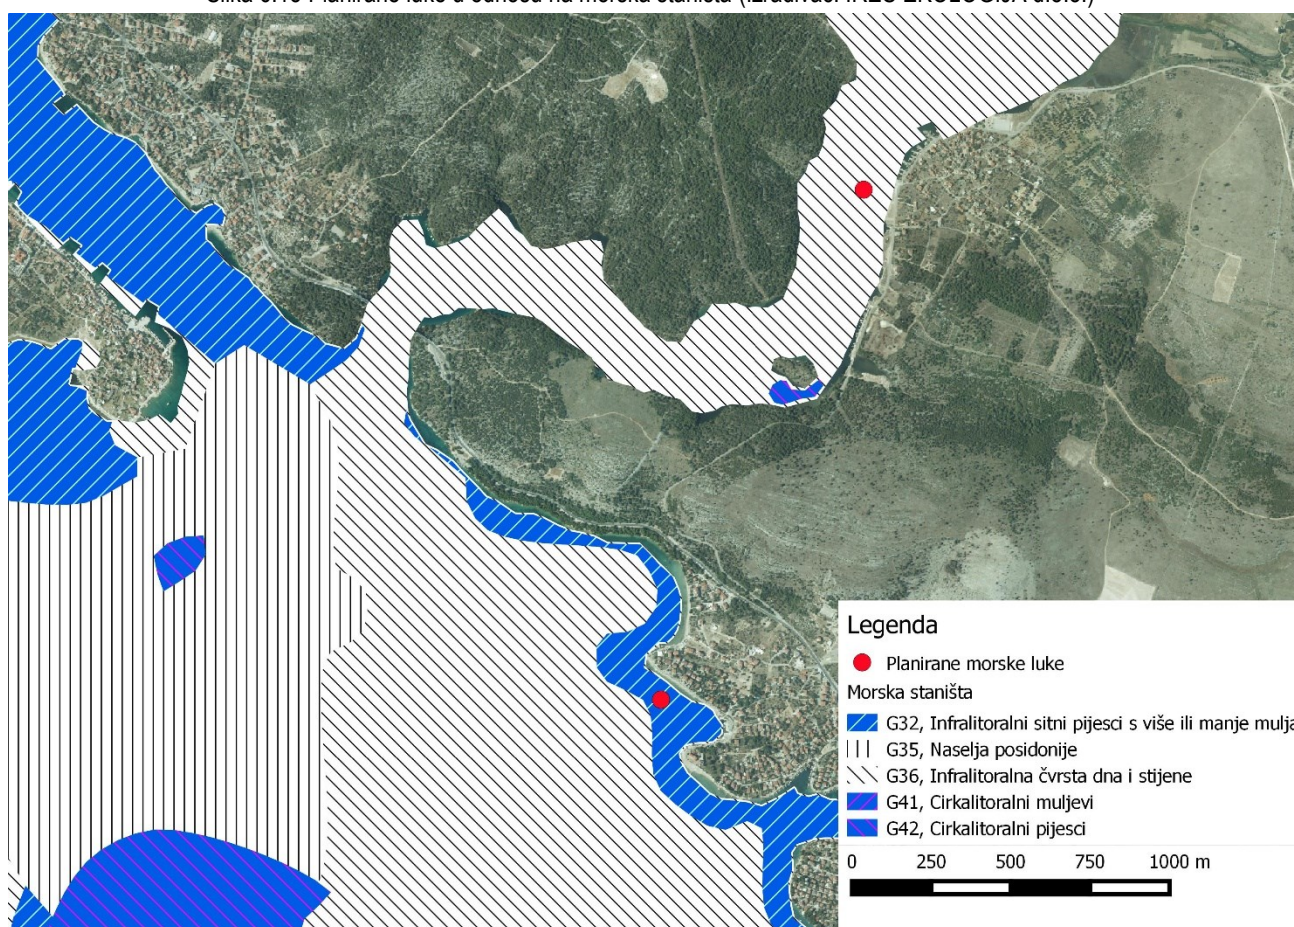 Legenda
Planirane morske luke
Morska staništa
G32, Infralitoralni sitni pijesci s više ili manje mulja
G35, Naselja posidonije
G36, Infralitoralna čvrsta dna i stijene
G41, Cirkalitoralni muljevi
G42, Cirkalitoralni pijesci
0 250 500 750 1000 m